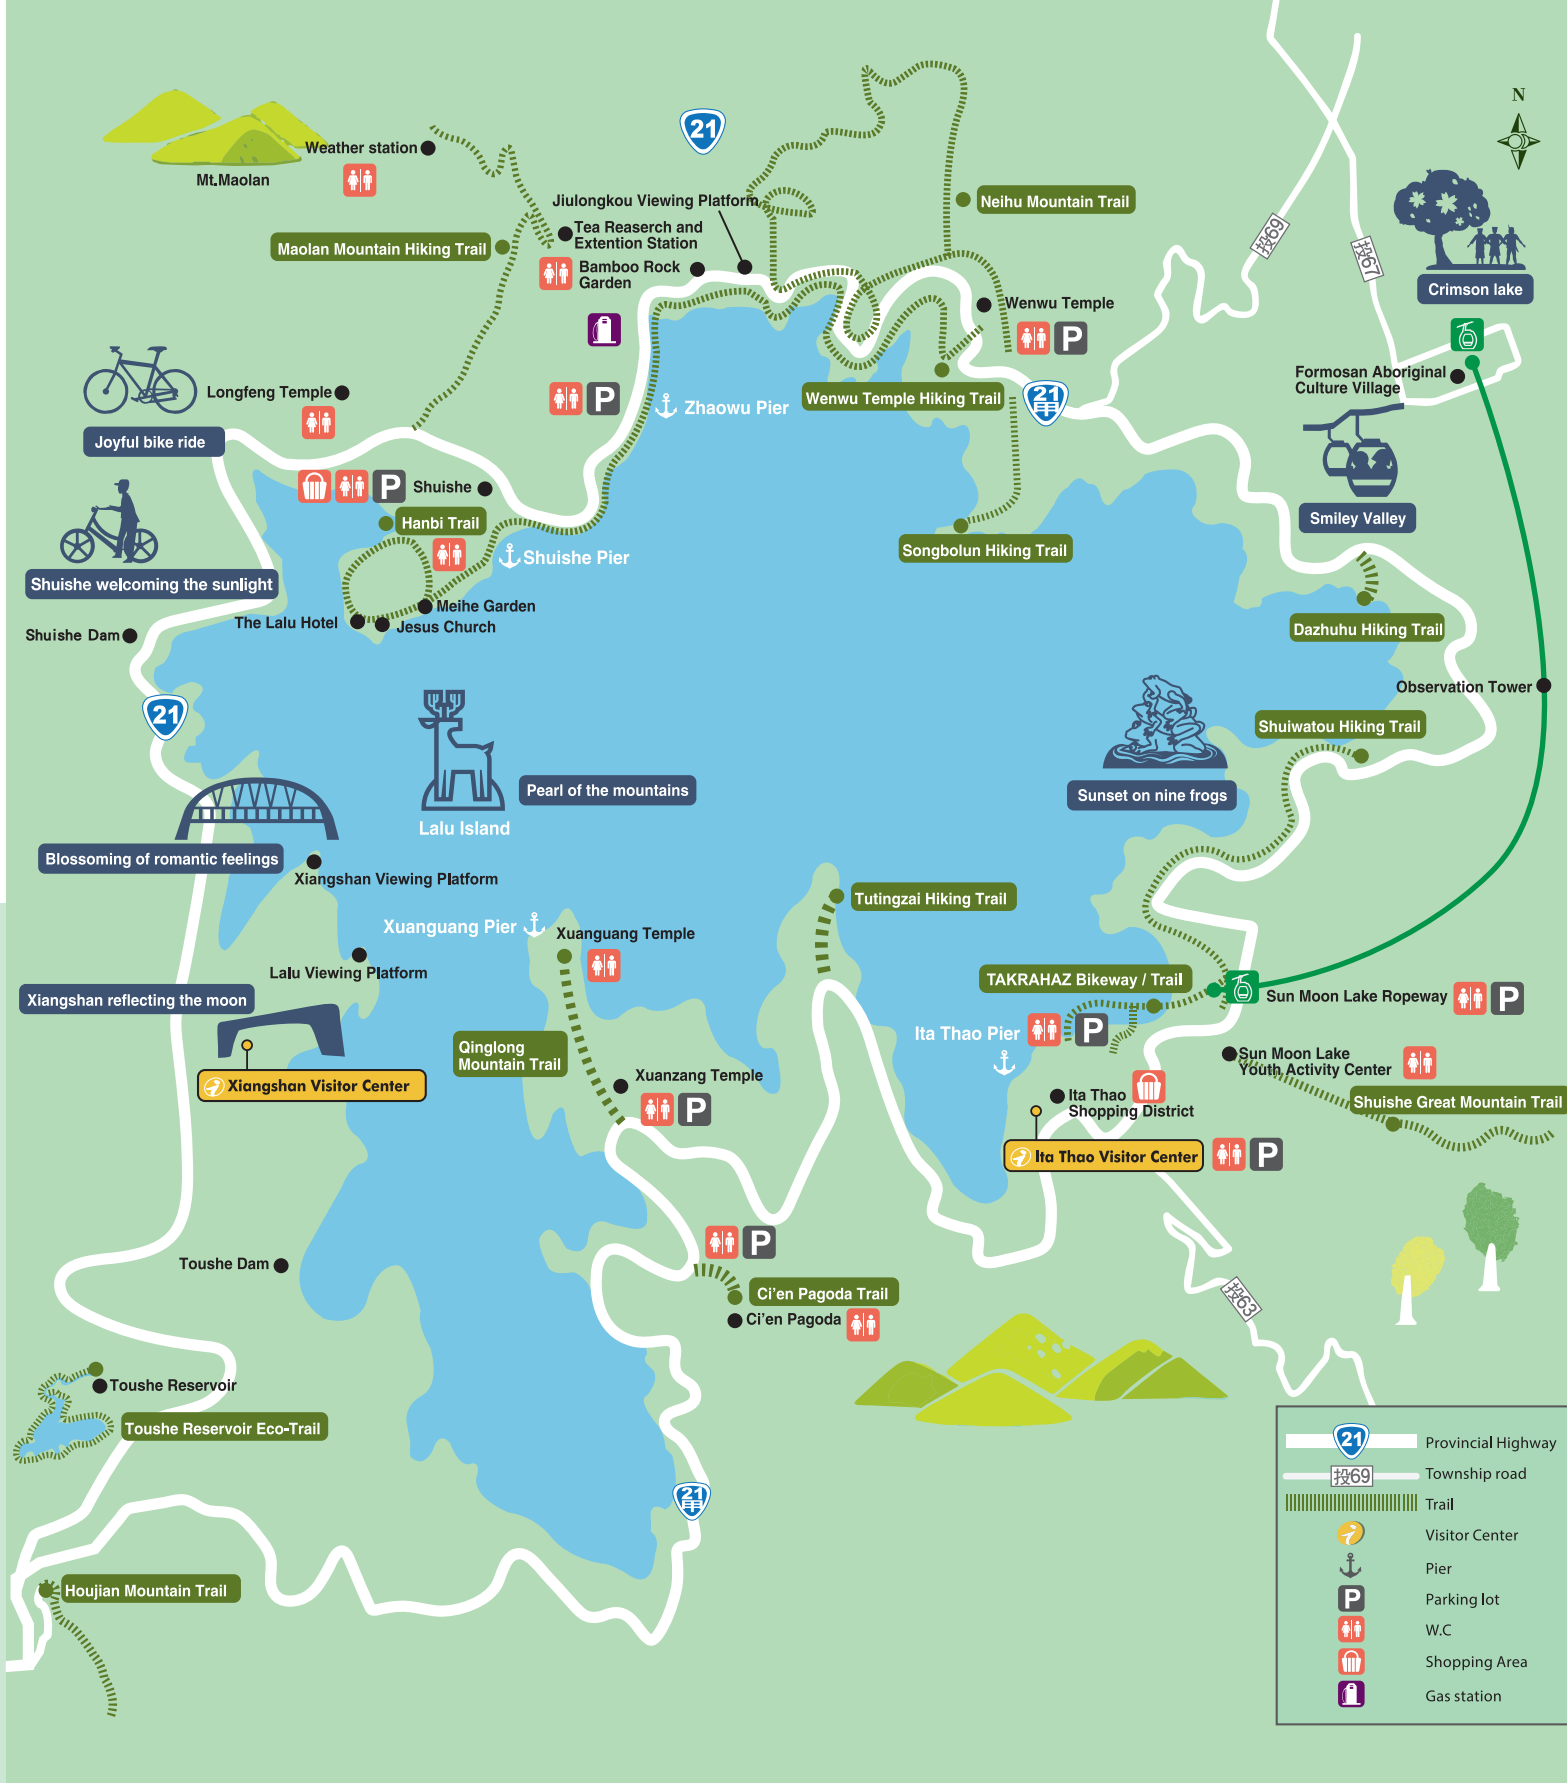 N
21
Weather station
Mt.Maolan
Jiulongkou Viewing Platform
Neihu Mountain Trail
Tea Reaserch and
Extention Station
Maolan Mountain Hiking Trail
Bamboo Rock
Garden
投69
投67
Crimson lake
Wenwu Temple
Formosan Aboriginal
Culture Village
Longfeng Temple
P
P
Zhaowu Pier
Wenwu Temple Hiking Trail
21
甲
Joyful bike ride
P
Shuishe
Hanbi Trail
Smiley Valley
Songbolun Hiking Trail
Shuishe Pier
Shuishe welcoming the sunlight
Meihe Garden
The Lalu Hotel
Jesus Church
Shuishe Dam
Dazhuhu Hiking Trail
Observation Tower
21
Shuiwatou Hiking Trail
Pearl of the mountains
Sunset on nine frogs
Lalu Island
Blossoming of romantic feelings
Xiangshan Viewing Platform
Tutingzai Hiking Trail
Xuanguang Pier
Xuanguang Temple
Lalu Viewing Platform
TAKRAHAZ Bikeway / Trail
Xiangshan reflecting the moon
Sun Moon Lake Ropeway
P
Ita Thao Pier
P
Qinglong
Mountain Trail
Sun Moon Lake
Youth Activity Center
Xiangshan Visitor Center
Xuanzang Temple
P
Ita Thao
Shopping District
Shuishe Great Mountain Trail
Ita Thao Visitor Center
P
P
Toushe Dam
Ci'en Pagoda Trail
Ci'en Pagoda
投63
Toushe Reservoir
Toushe Reservoir Eco-Trail
21
甲
Houjian Mountain Trail
21
Provincial Highway
投69
Township road
Trail
Visitor Center
Pier
P
Parking lot
W.C
Shopping Area
Gas station